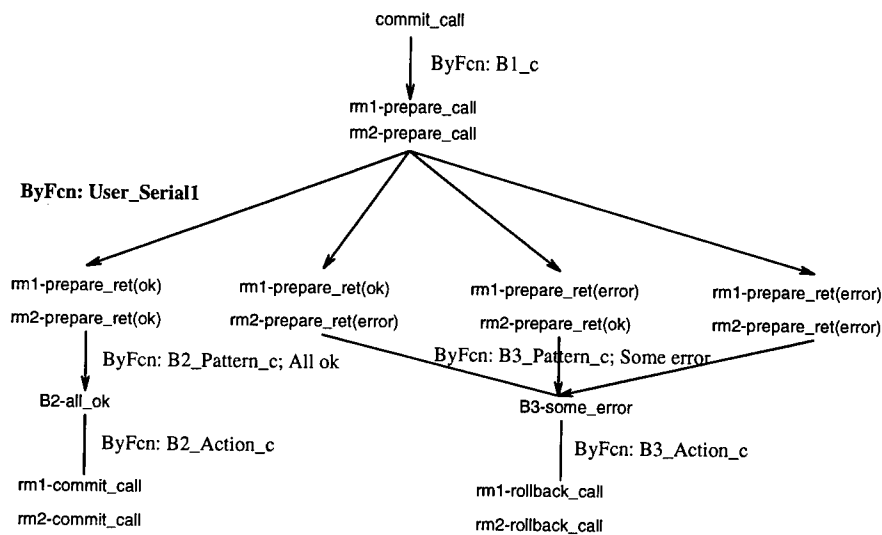 commit_call
ByFcn: B1_c
rm1-prepare_call
rm2-prepare_call
ByFcn: User_Serial1
rm1-prepare_ret(ok)
rm2-prepare_ret(ok)
rm1-prepare_ret(ok)
rm2-prepare_ret(error)
rm1-prepare_ret(error)
rm2-prepare_ret(ok)
rm1-prepare_ret(error)
rm2-prepare_ret(error)
ByFcn: B2_Pattern_c; All ok
ByFcn: B3_Pattern_c; Some error
B2-all_ok
B3-some_error
ByFcn: B2_Action_c
ByFcn: B3_Action_c
rm1-commit_call
rm2-commit_call
rm1-rollback_call
rm2-rollback_call